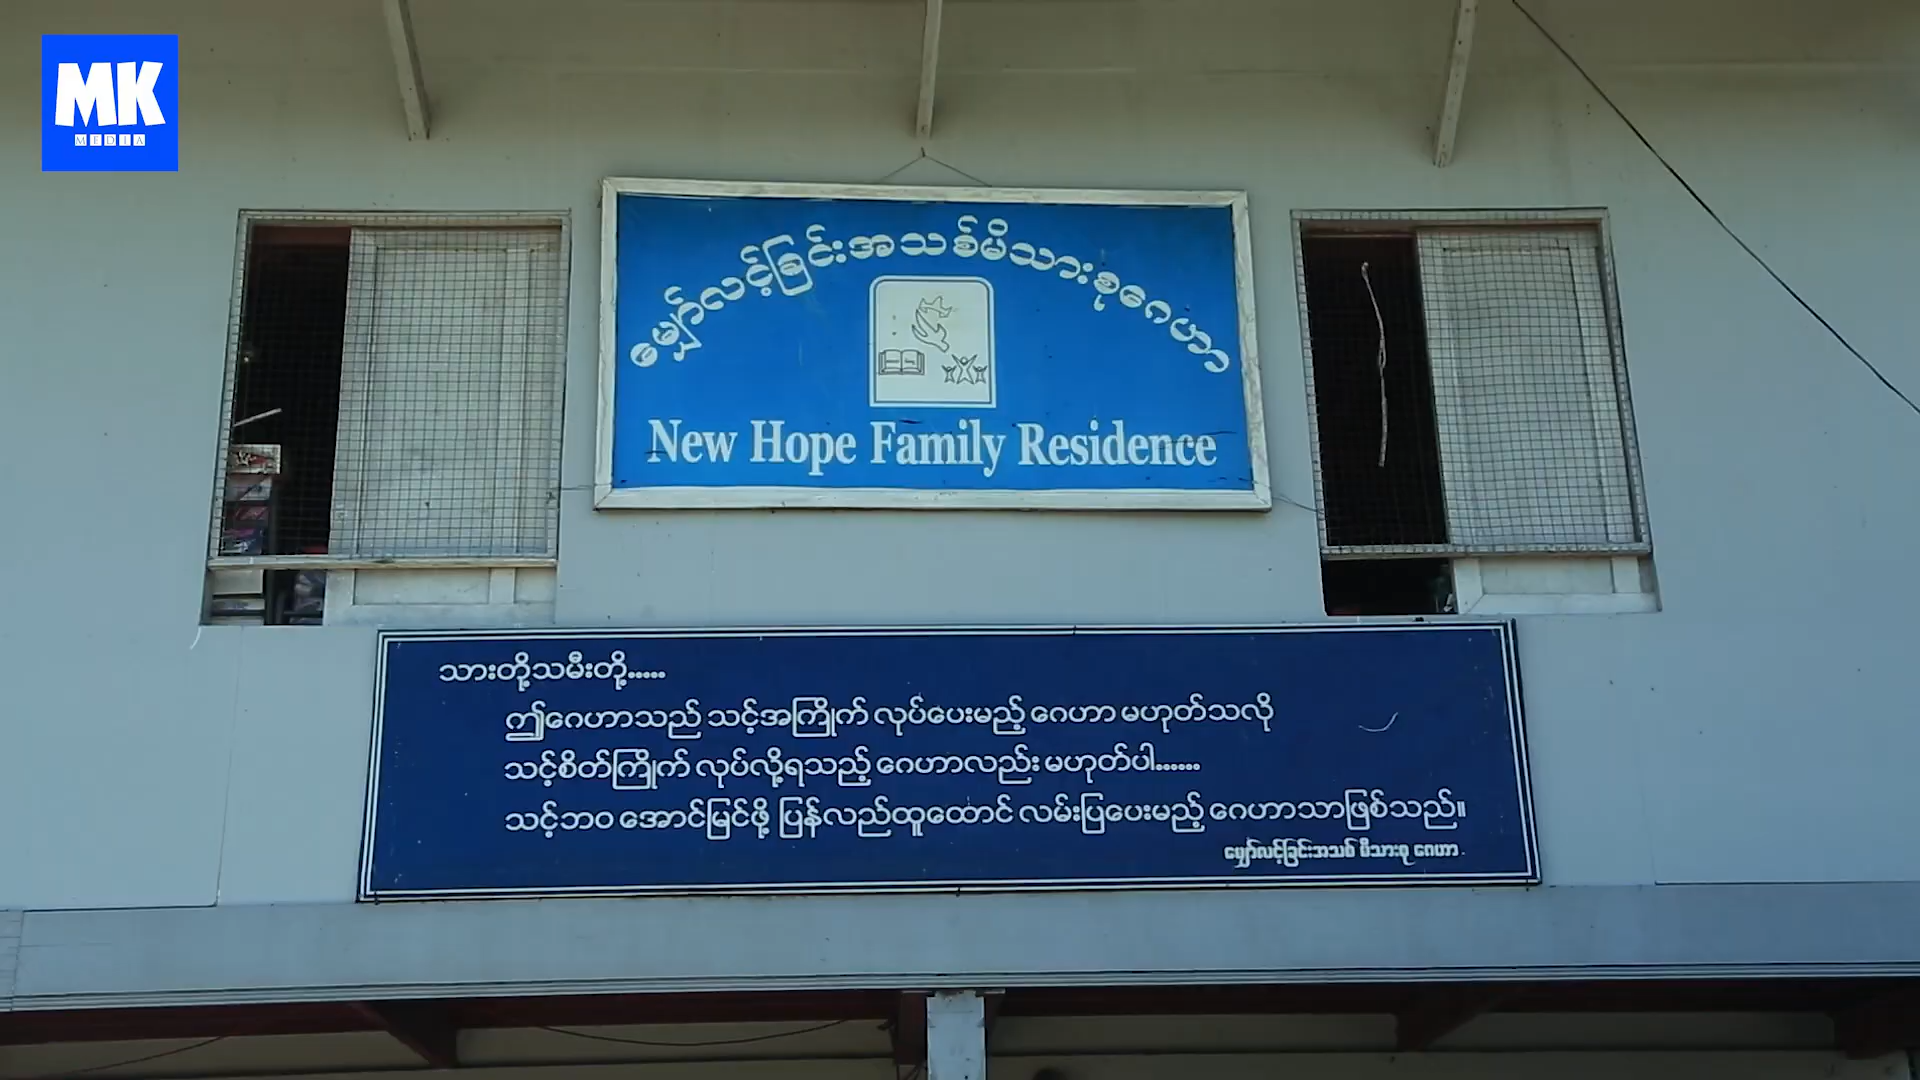 MK
MEDIA
မျှော်လင့်ခြင်းအသစ်မိသားစုဂေဟာ
New Hope Family Residence
သားတို့သမီးတို့.....
ဤဂေဟာသည် သင့်အကြိုက် လုပ်ပေးမည့် ဂေဟာ မဟုတ်သလို
သင့်စိတ်ကြိုက် လုပ်လို့ရသည့် ဂေဟာလည်း မဟုတ်ပါ......
သင့်ဘဝ အောင်မြင်ဖို့ ပြန်လည်ထူထောင် လမ်းပြပေးမည့် ဂေဟာသာဖြစ်သည်။
မျှော်လင့်ခြင်းအသစ် မိသားစု ဂေဟာ